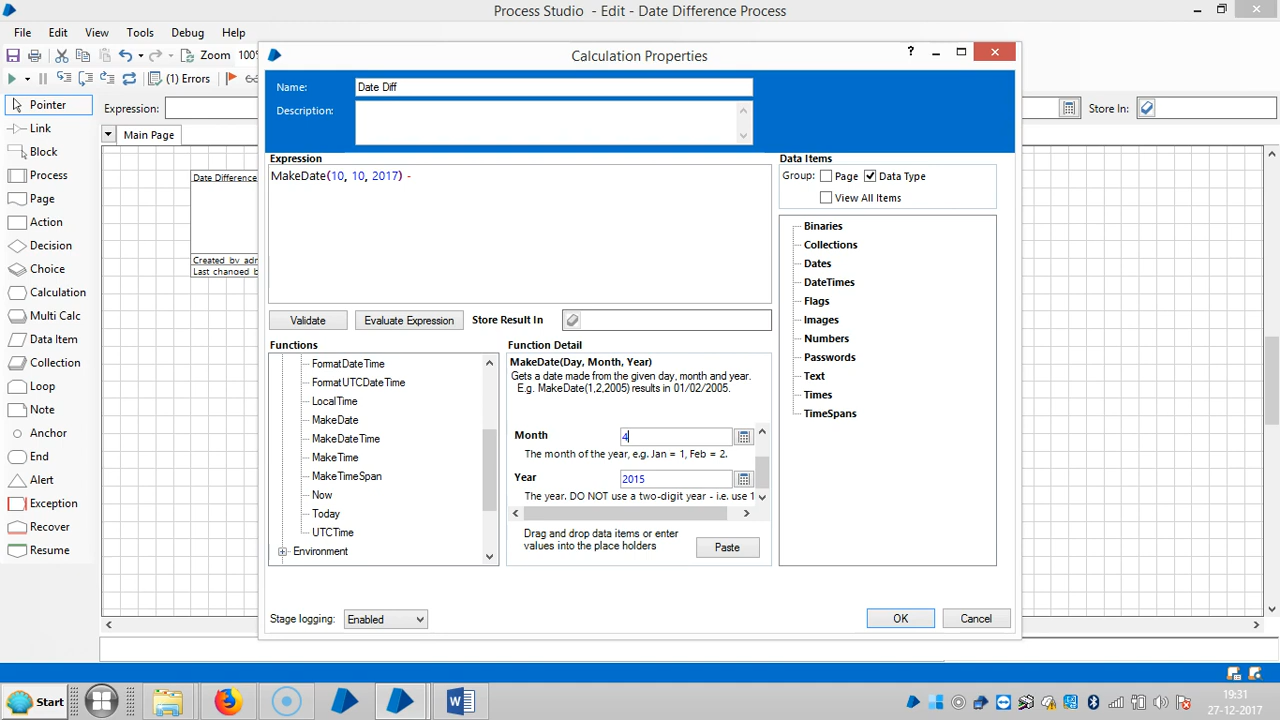 Process Studio - Edit - Date Difference Process
File Edit View Tools Debug Help
Zoom 100%
(1) Errors
Pointer
Link
Block
Process
Page
Action
Decision
Choice
Calculation
Multi Calc
Data Item
Collection
Loop
Note
Anchor
End
Alert
Exception
Recover
Resume
Expression:
Store In:
Main Page
Date Difference
Created by adm
Last changed b
Calculation Properties
?
Name: Date Diff
Description:
Expression
MakeDate(10, 10, 2017) -
Validate
Evaluate Expression
Store Result In
Functions
FormatDateTime
FormatUTCDateTime
LocalTime
MakeDate
MakeDateTime
MakeTime
MakeTimeSpan
Now
Today
UTCTime
Environment
Function Detail
MakeDate(Day, Month, Year)
Gets a date made from the given day, month and year.
E.g. MakeDate(1,2,2005) results in 01/02/2005.
Month 4
The month of the year, e.g. Jan = 1, Feb = 2.
Year 2015
The year. DO NOT use a two-digit year - i.e. use 1
Drag and drop data items or enter
values into the place holders
Paste
Data Items
Group: Page Data Type
View All Items
Binaries
Collections
Dates
DateTimes
Flags
Images
Numbers
Passwords
Text
Times
TimeSpans
Stage logging: Enabled
OK
Cancel
Start
19:31
27-12-2017